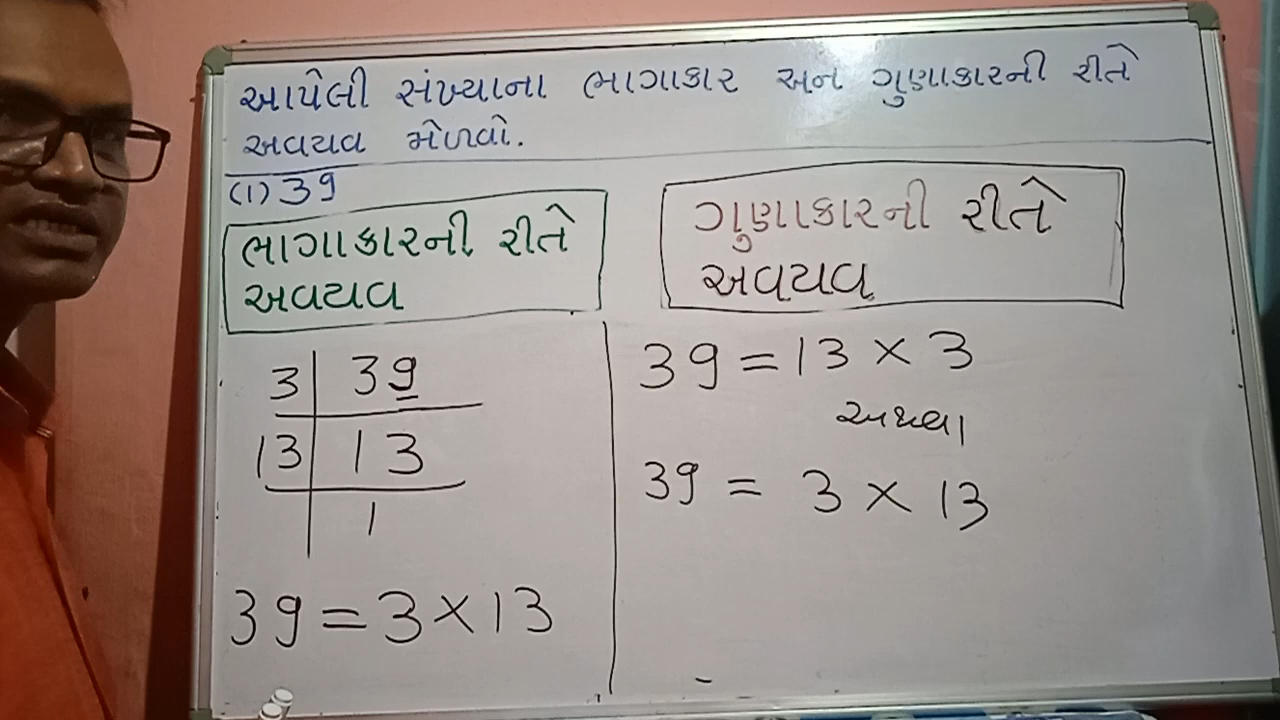 આપેલી સંખ્યાના ભાગાકાર અન ગુણાકારની રીતે
અવયવ મેળવો.
(1) 39
ભાગાકારની રીતે
અવયવ
3 | 39
13 | 13
1
39 = 3 × 13
ગુણાકારની રીતે
અવયવ
39 = 13 × 3
અથવા
39 = 3 × 13